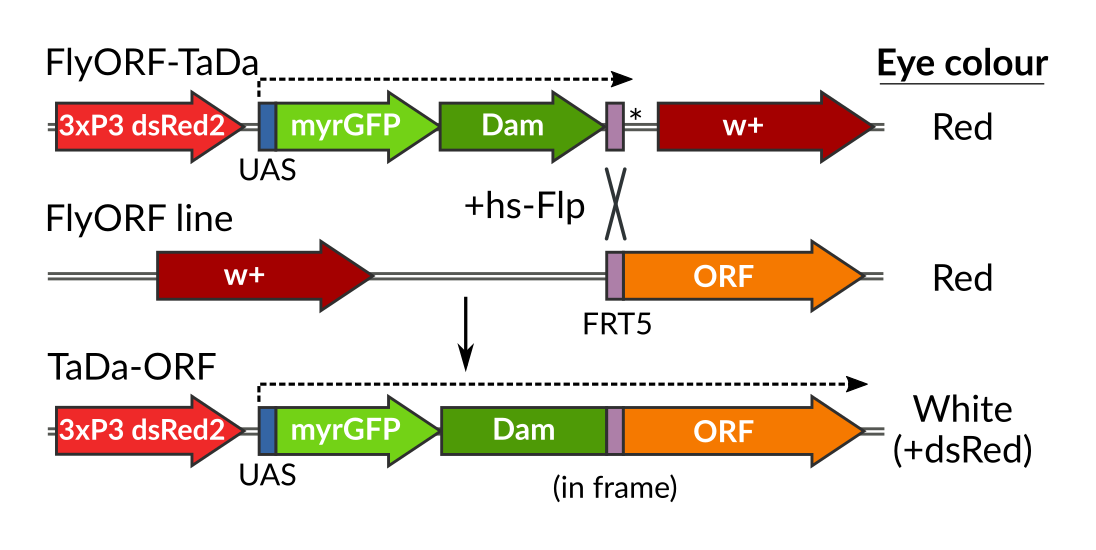 FlyORF-TaDa
Eye colour
3xP3 dsRed2
myrGFP
Dam
*
w+
Red
UAS
+hs-Flp
FlyORF line
w+
ORF
Red
FRT5
TaDa-ORF
3xP3 dsRed2
myrGFP
Dam
ORF
White
(+dsRed)
UAS
(in frame)